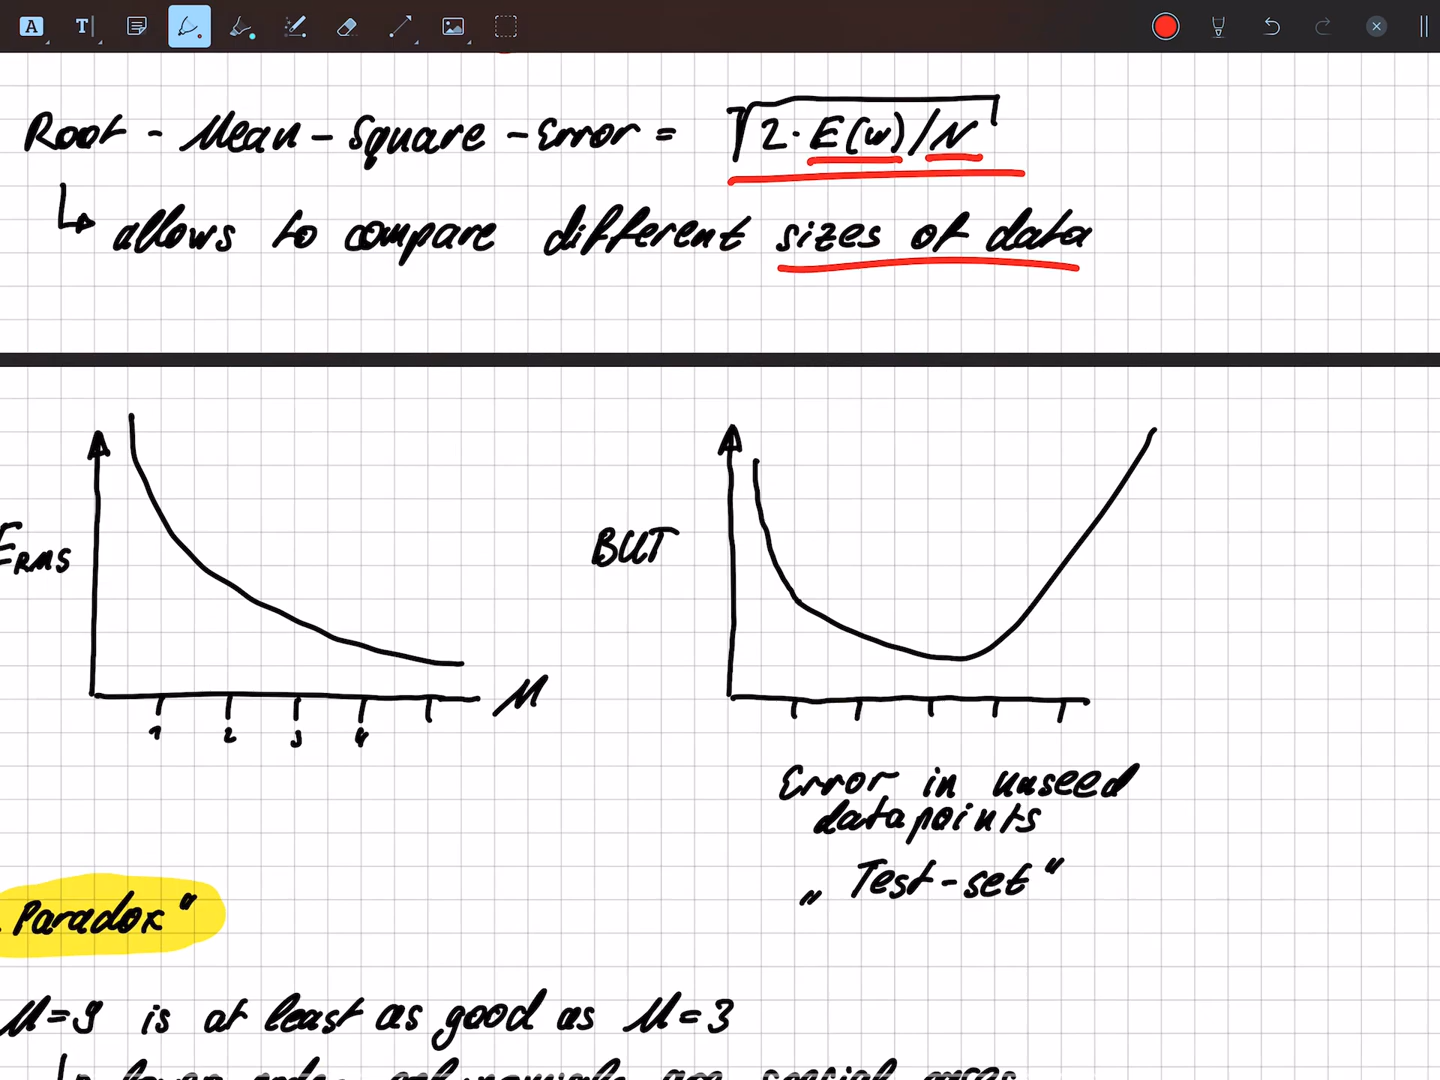 Root - Mean - Square - Error = √2 · E(w) / N
↳ allows to compare different sizes of data
ERMS
BUT
M
1 2 3 4
Error in unseed
datapoints
„Test-set“
Paradox“
M=9 is at least as good as M=3